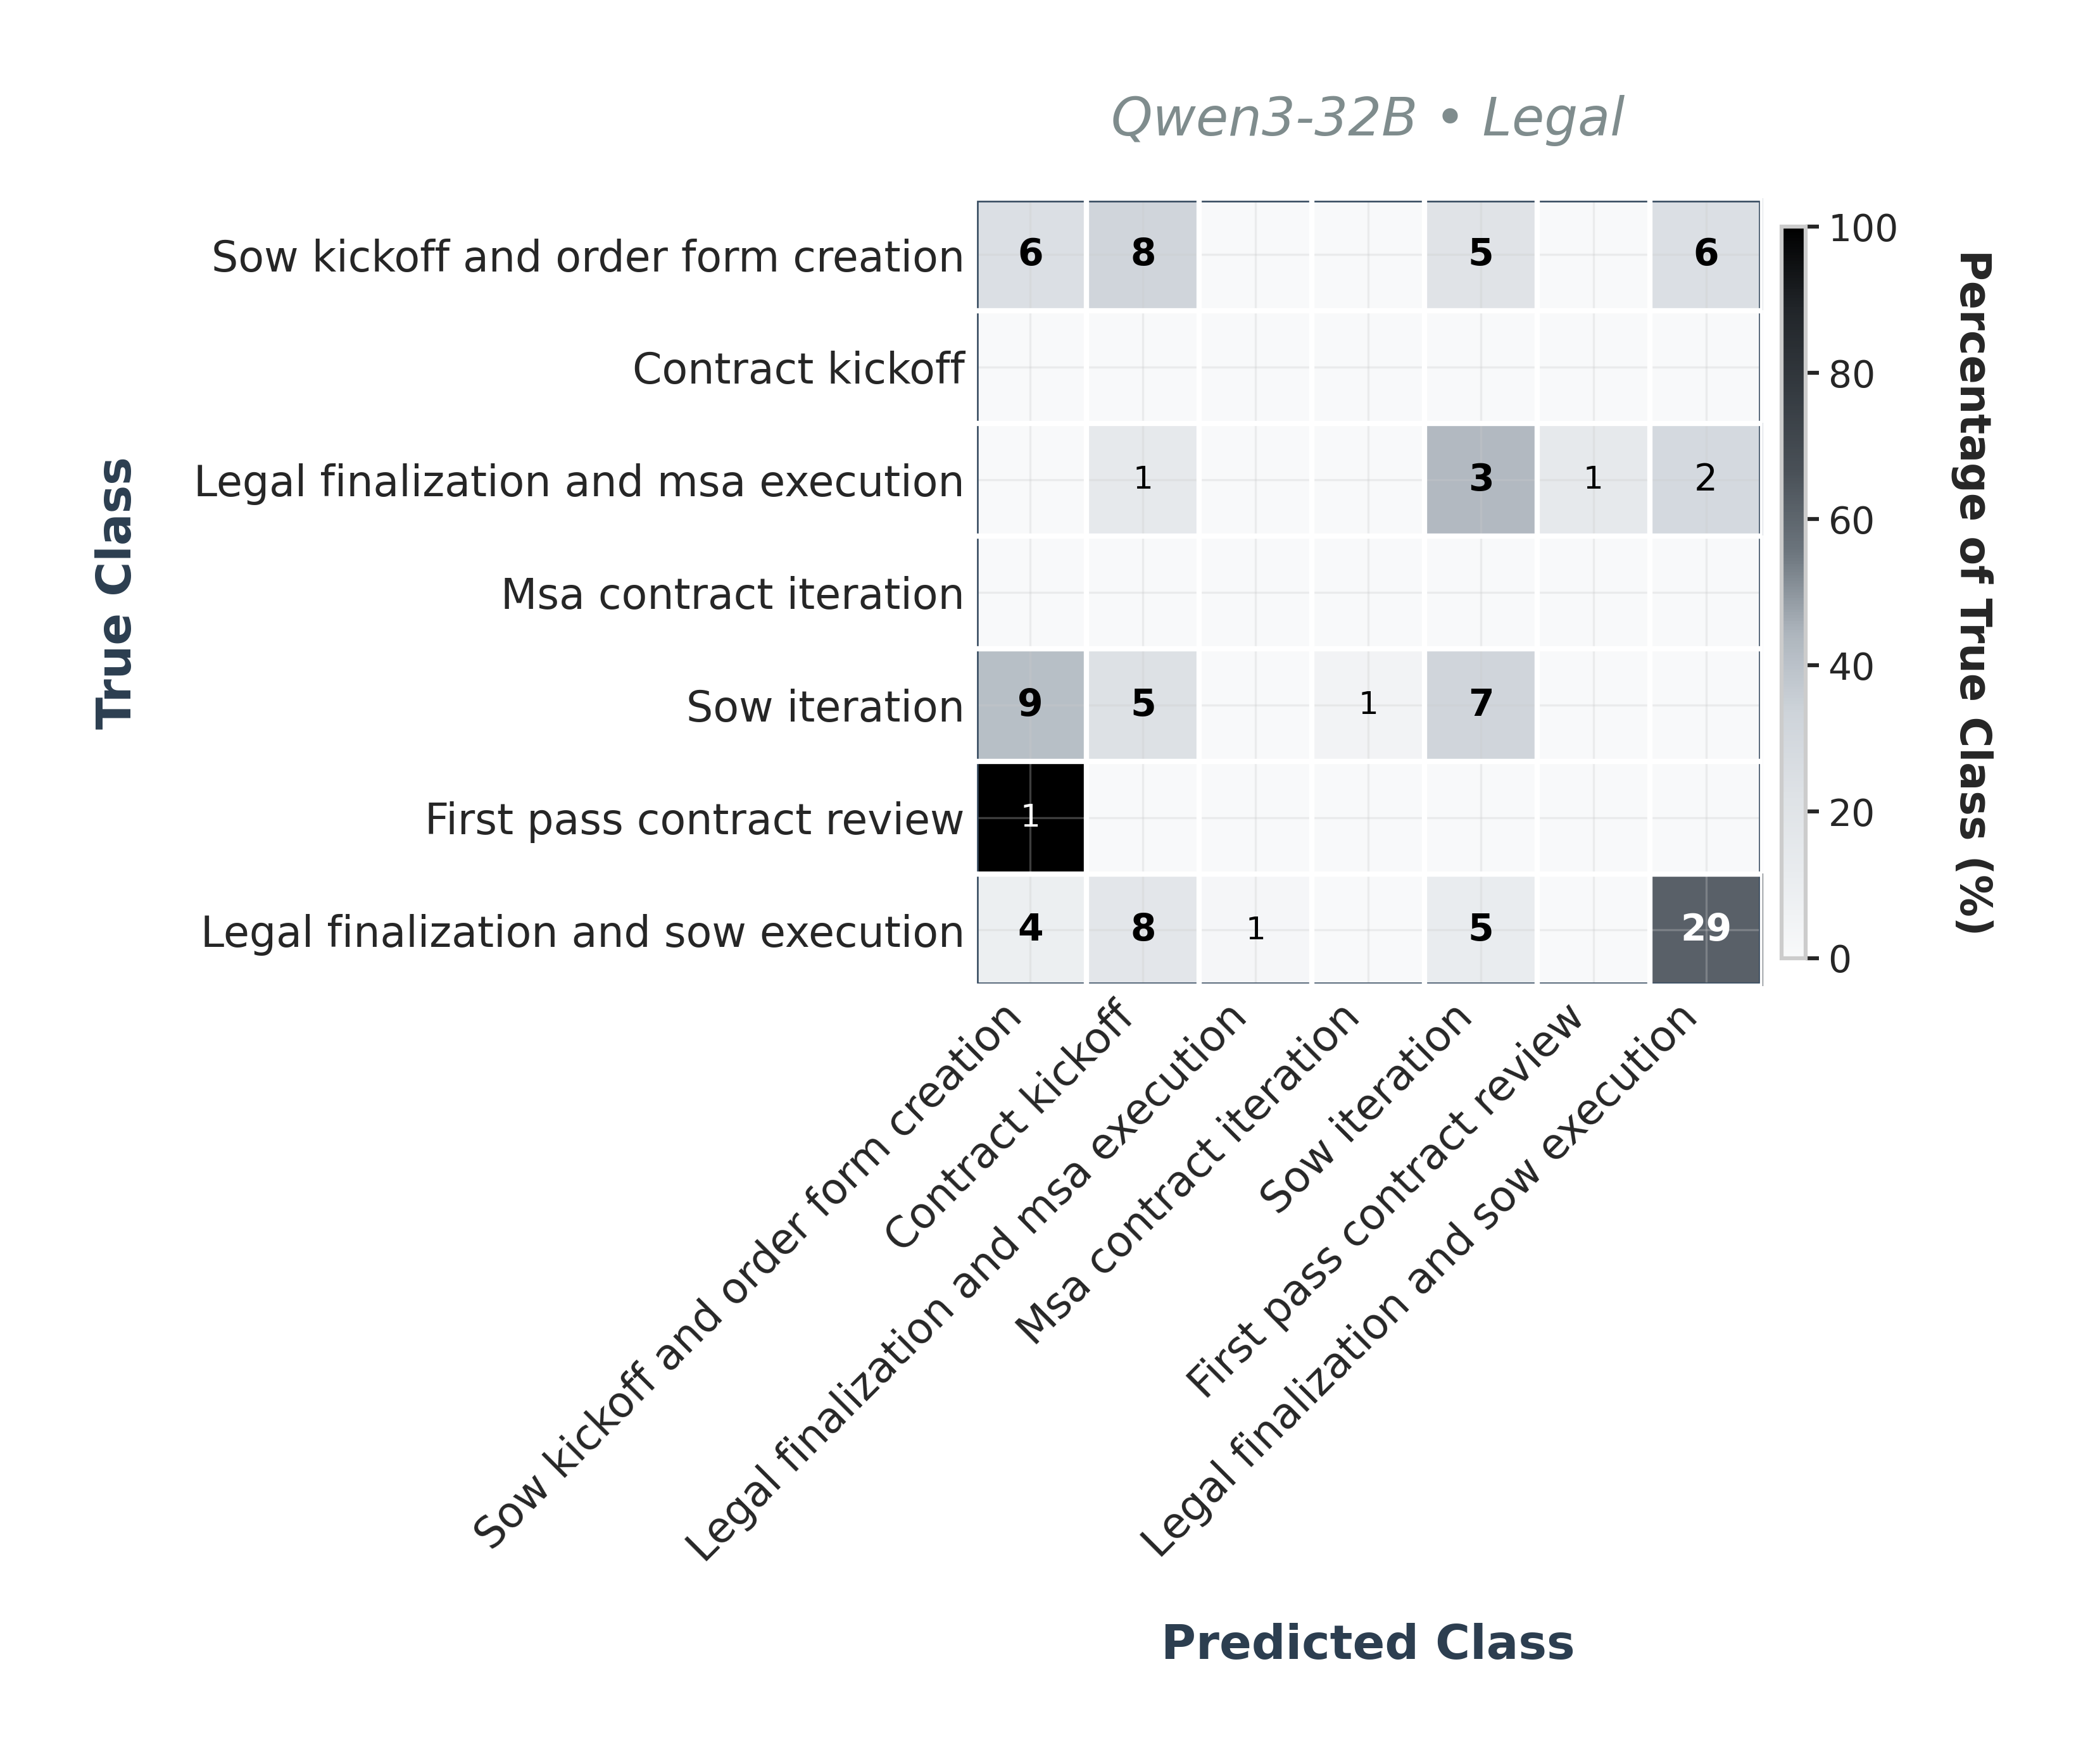 Qwen3-32B • Legal
True Class
Sow kickoff and order form creation
6 8 5 6
Contract kickoff
Legal finalization and msa execution
1 3 1 2
Msa contract iteration
Sow iteration
9 5 1 7
First pass contract review
1
Legal finalization and sow execution
4 8 1 5 29
100
80
60
40
20
0
Percentage of True Class (%)
Sow kickoff and order form creation
Contract kickoff
Legal finalization and msa execution
Msa contract iteration
Sow iteration
First pass contract review
Legal finalization and sow execution
Predicted Class